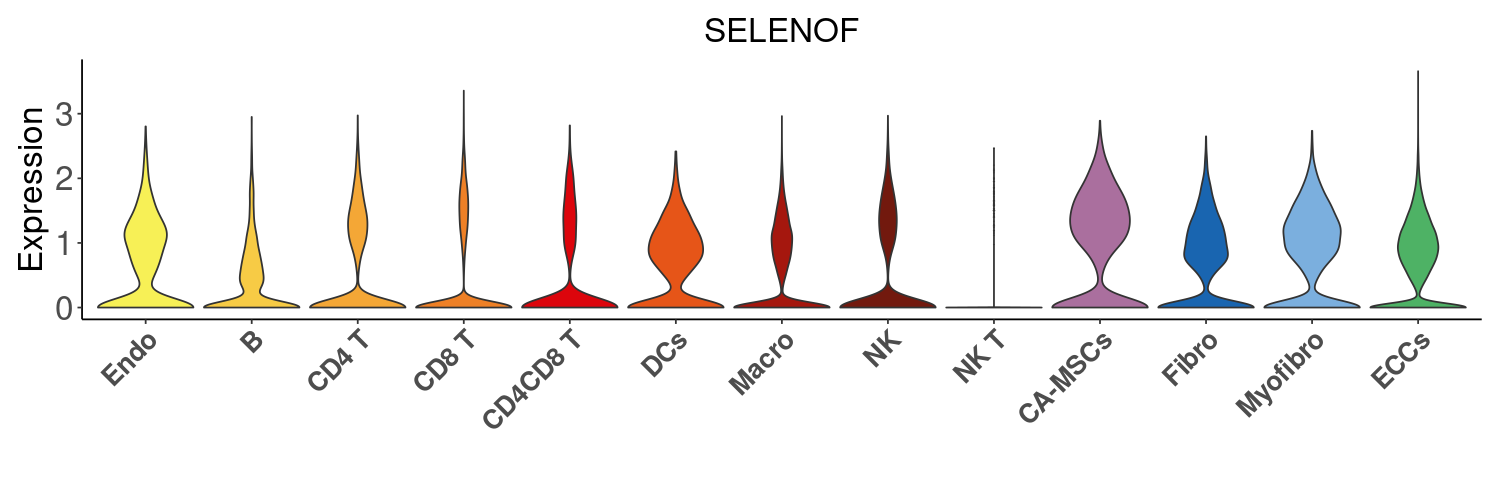 SELENOF
Expression
3
2
1
0
Endo
B
CD4 T
CD8 T
CD4CD8 T
DCs
Macro
NK
NK T
CA-MSCs
Fibro
Myofibro
ECCs